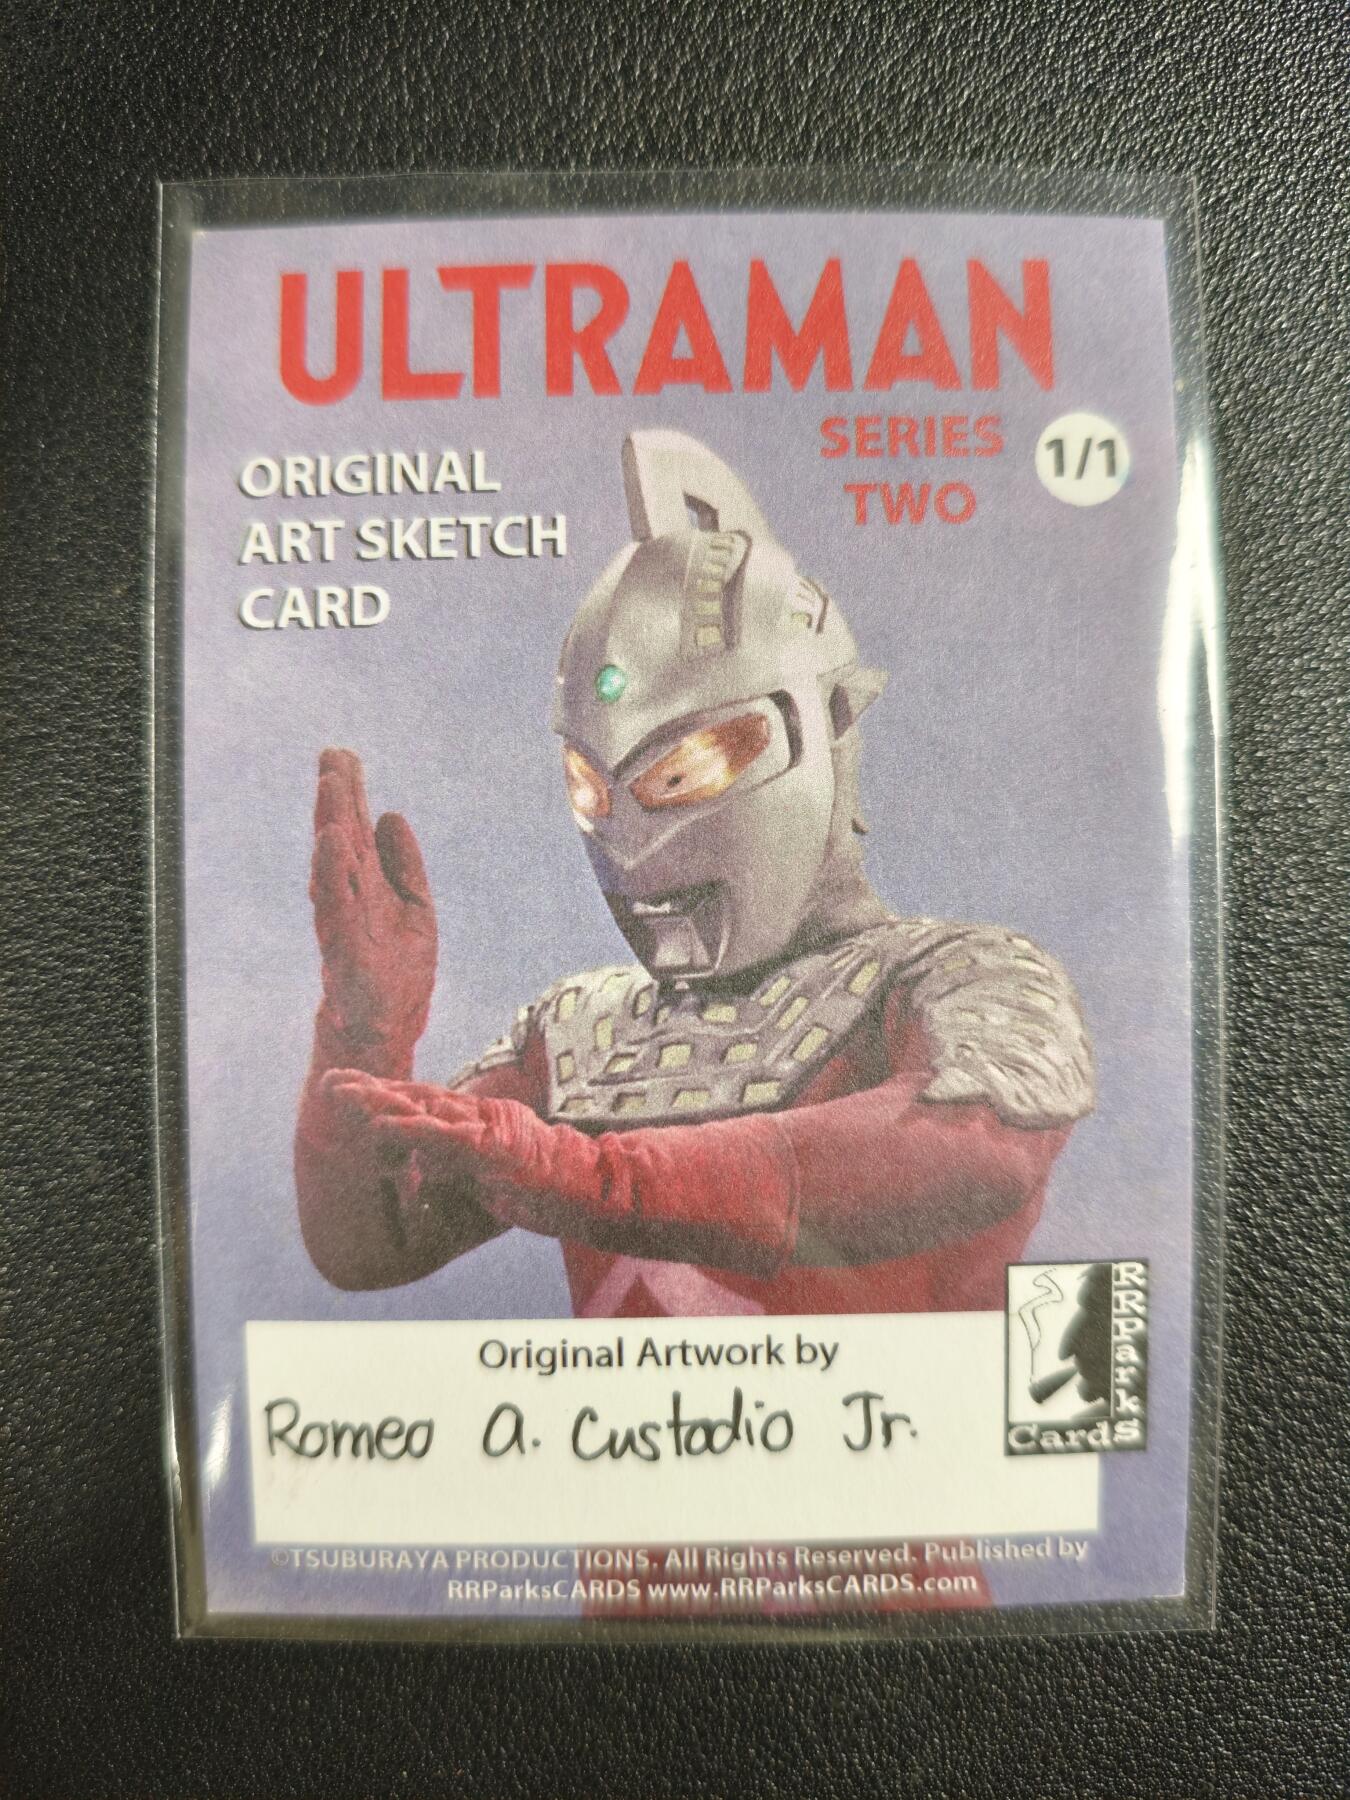 ULTRAMAN
SERIES
TWO
1/1
ORIGINAL
ART SKETCH
CARD
Original Artwork by
Romeo A. Custodio Jr.
RRParkS
CardS
©TSUBURAYA PRODUCTIONS. All Rights Reserved. Published by
RRParksCARDS www.RRParksCARDS.com